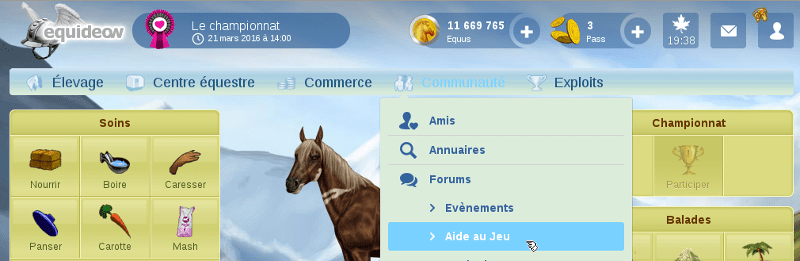 equideow
Le championnat
21 mars 2016 à 14:00
11 669 765
Equus
3
Pass
19:38
Élevage
Centre équestre
Commerce
Communauté
Exploits
Soins
Nourrir
Boire
Caresser
Panser
Carotte
Mash
Amis
Annuaires
Forums
Evènements
Aide au Jeu
Championnat
Participer
Balades